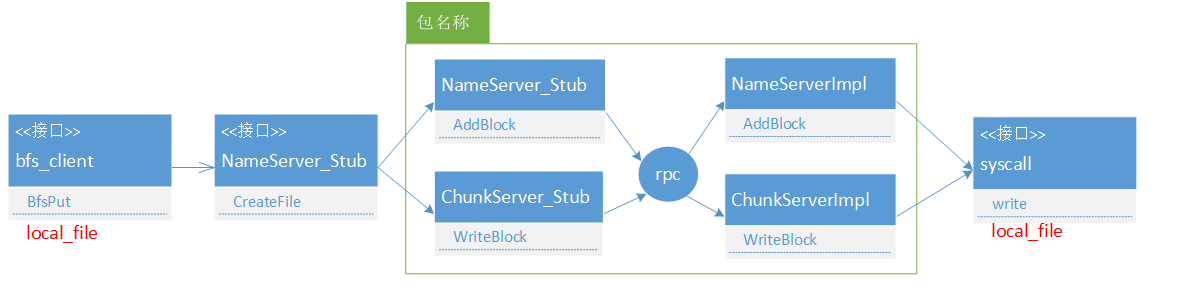 包名称
<<接口>>
bfs_client
BfsPut
local_file
<<接口>>
NameServer_Stub
CreateFile
NameServer_Stub
AddBlock
ChunkServer_Stub
WriteBlock
rpc
NameServerImpl
AddBlock
ChunkServerImpl
WriteBlock
<<接口>>
syscall
write
local_file